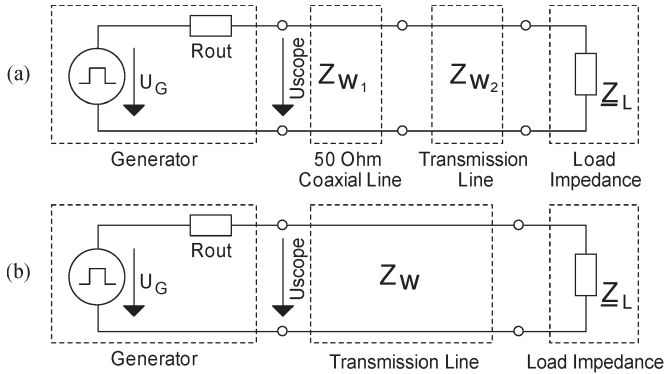 Rout
(a)
U_G
Uscope
Z_W₁
Z_W₂
Z_L
Generator
50 Ohm
Coaxial Line
Transmission
Line
Load
Impedance
Rout
(b)
U_G
Uscope
Z_W
Z_L
Generator
Transmission Line
Load Impedance